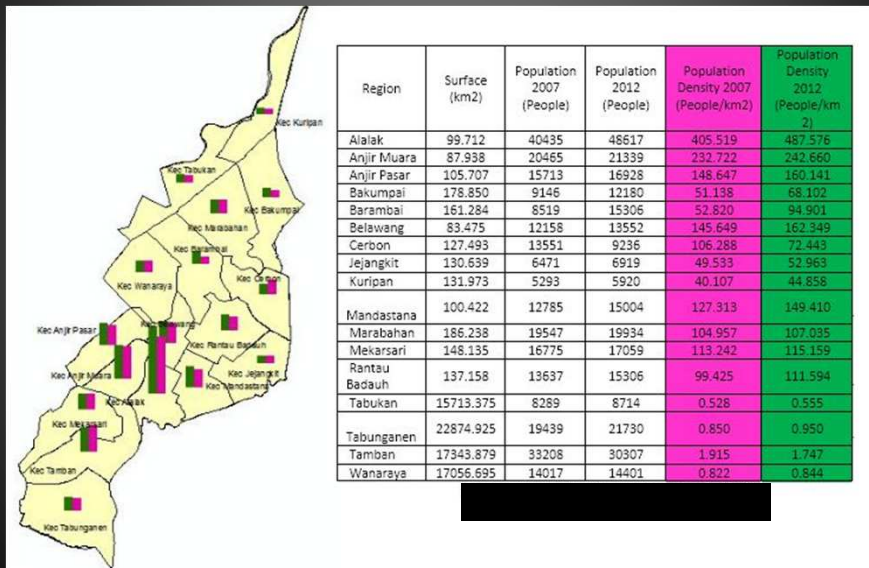 Kec Kuripan
Kec Tabukan
Kec Bakumpai
Kec Marabahan
Kec Barambai
Kec Cerbon
Kec Wanaraya
Kec Anjir Pasar
Kec Rantau Badauh
Kec Jejangkit
Kec Anjir Muara
Kec Mandastana
Kec Mekarsari
Kec Tamban
Kec Tabunganen
Region Surface (km2) Population 2007 (People) Population 2012 (People) Population Density 2007 (People/km2) Population Density 2012 (People/km 2)
Alalak 99.712 40435 48617 405.519 487.576
Anjir Muara 87.938 20465 21339 232.722 242.660
Anjir Pasar 105.707 15713 16928 148.647 160.141
Bakumpai 178.850 9146 12180 51.138 68.102
Barambai 161.284 8519 15306 52.820 94.901
Belawang 83.475 12158 13552 145.649 162.349
Cerbon 127.493 13551 9236 106.288 72.443
Jejangkit 130.639 6471 6919 49.533 52.963
Kuripan 131.973 5293 5920 40.107 44.858
Mandastana 100.422 12785 15004 127.313 149.410
Marabahan 186.238 19547 19934 104.957 107.035
Mekarsari 148.135 16775 17059 113.242 115.159
Rantau Badauh 137.158 13637 15306 99.425 111.594
Tabukan 15713.375 8289 8714 0.528 0.555
Tabunganen 22874.925 19439 21730 0.850 0.950
Tamban 17343.879 33208 30307 1.915 1.747
Wanaraya 17056.695 14017 14401 0.822 0.844